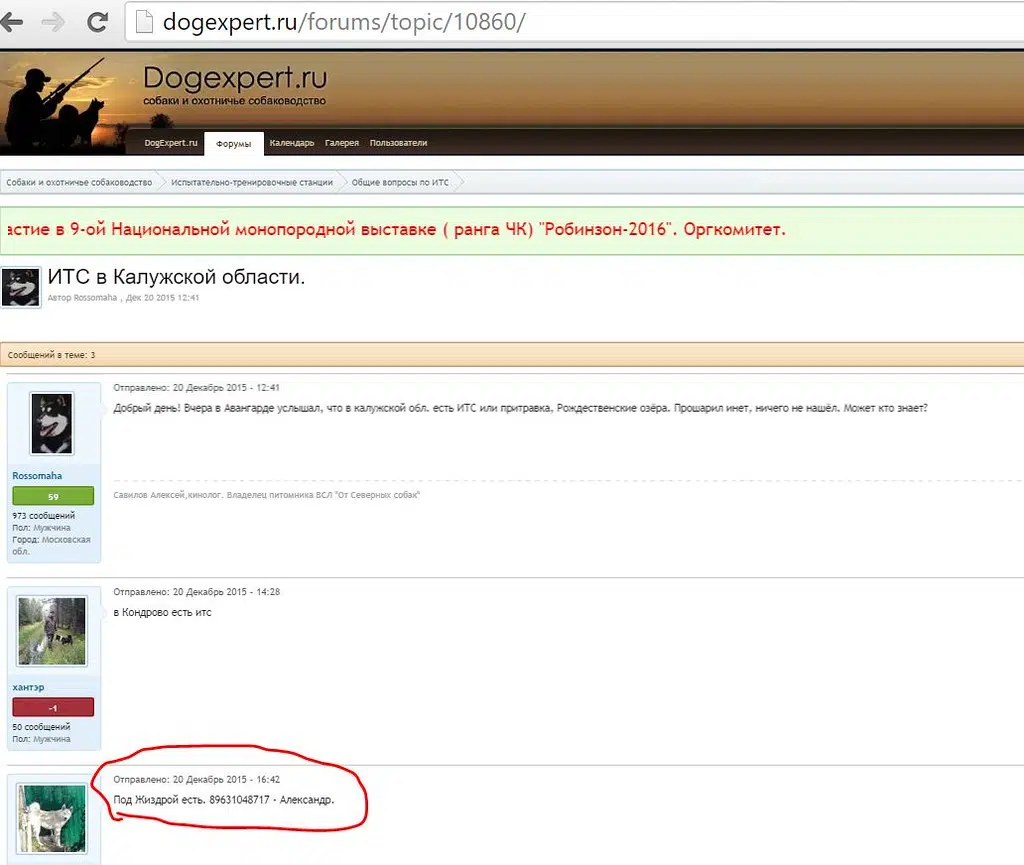 dogexpert.ru/forums/topic/10860/
Dogexpert.ru
собаки и охотничье собаководство
DogExpert.ru Форумы Календарь Галерея Пользователи
Собаки и охотничье собаководство Испытательно-тренировочные станции Общие вопросы по ИТС
астие в 9-ой Национальной монопородной выставке ( ранга ЧК) "Робинзон-2016". Оргкомитет.
ИТС в Калужской области.
Автор Rossomaha , Дек 20 2015 12:41
Сообщений в теме: 3
Отправлено: 20 Декабрь 2015 - 12:41
Добрый день! Вчера в Авангарде услышал, что в калужской обл. есть ИТС или притравка, Рождественские озёра. Прошарил инет, ничего не нашёл. Может кто знает?
Rossomaha
59
973 сообщений
Пол: Мужчина
Город: Московская
обл.
Савилов Алексей,кинолог. Владелец питомника ВСЛ "От Северных собак"
Отправлено: 20 Декабрь 2015 - 14:28
в Кондрово есть итс
хантэр
-1
50 сообщений
Пол: Мужчина
Отправлено: 20 Декабрь 2015 - 16:42
Под Жиздрой есть. 89631048717 - Александр.